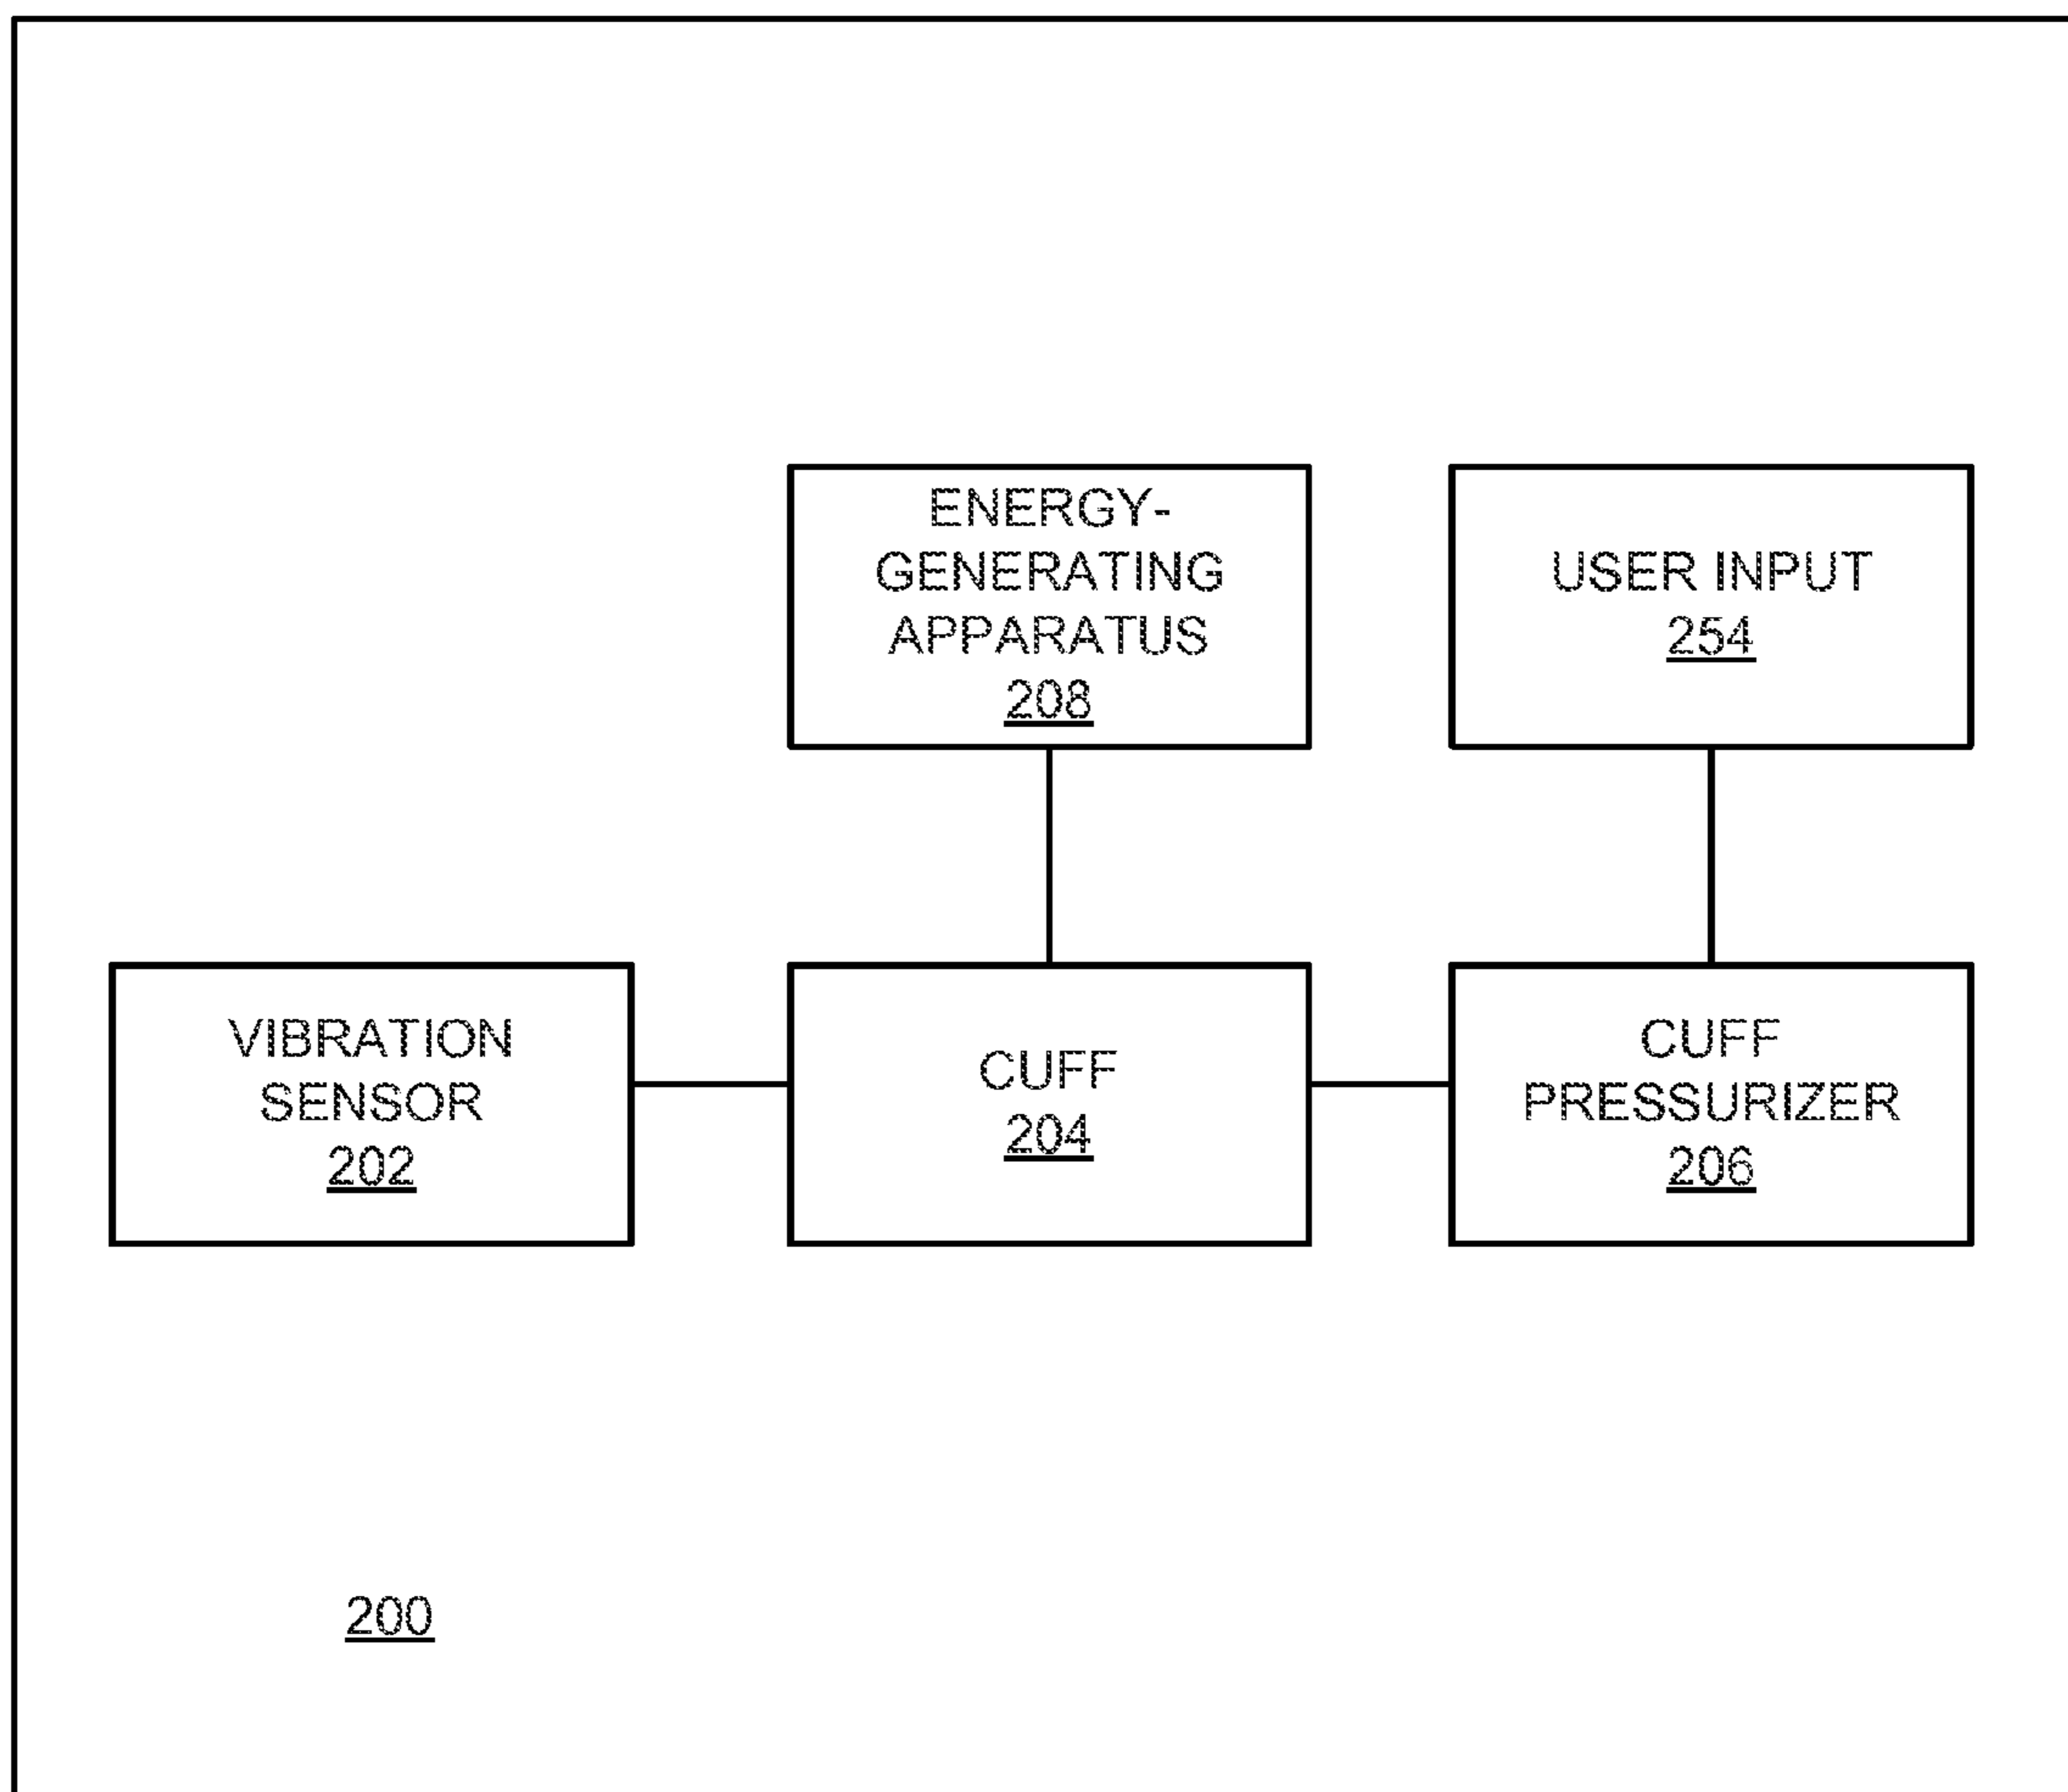 ENERGY-
GENERATING
APPARATUS
208
USER INPUT
254
VIBRATION
SENSOR
202
CUFF
204
CUFF
PRESSURIZER
206
200